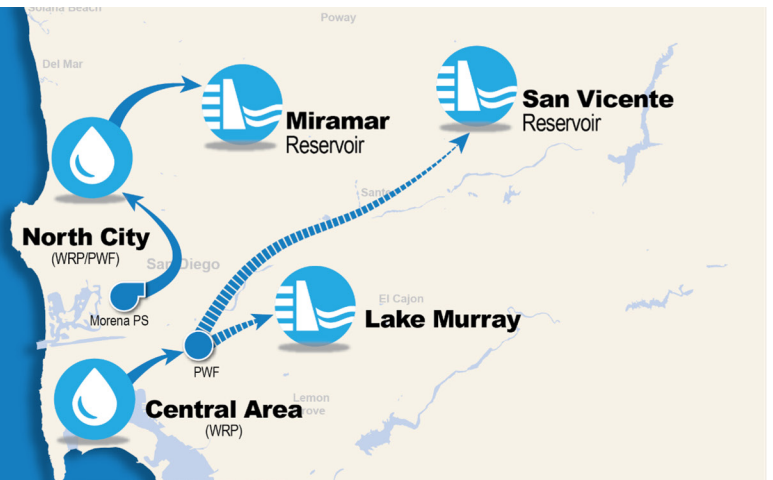 Solana Beach
Poway
Del Mar
San Vicente
Reservoir
Miramar
Reservoir
North City
(WRP/PWF)
San Diego
El Cajon
Morena PS
Lake Murray
PWF
Lemon
Central Area
(WRP)